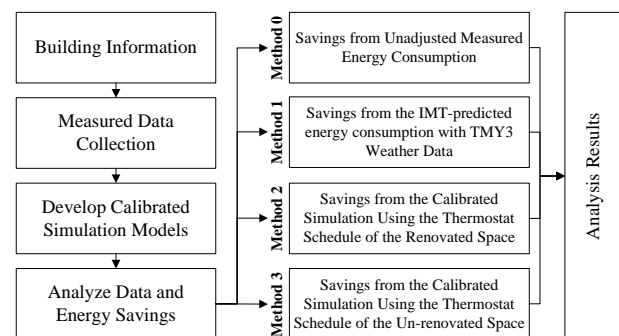 Building Information
Measured Data
Collection
Develop Calibrated
Simulation Models
Analyze Data and
Energy Savings
Method 0
Savings from Unadjusted Measured
Energy Consumption
Method 1
Savings from the IMT-predicted
energy consumption with TMY3
Weather Data
Method 2
Savings from the Calibrated
Simulation Using the Thermostat
Schedule of the Renovated Space
Method 3
Savings from the Calibrated
Simulation Using the Thermostat
Schedule of the Un-renovated Space
Analysis Results